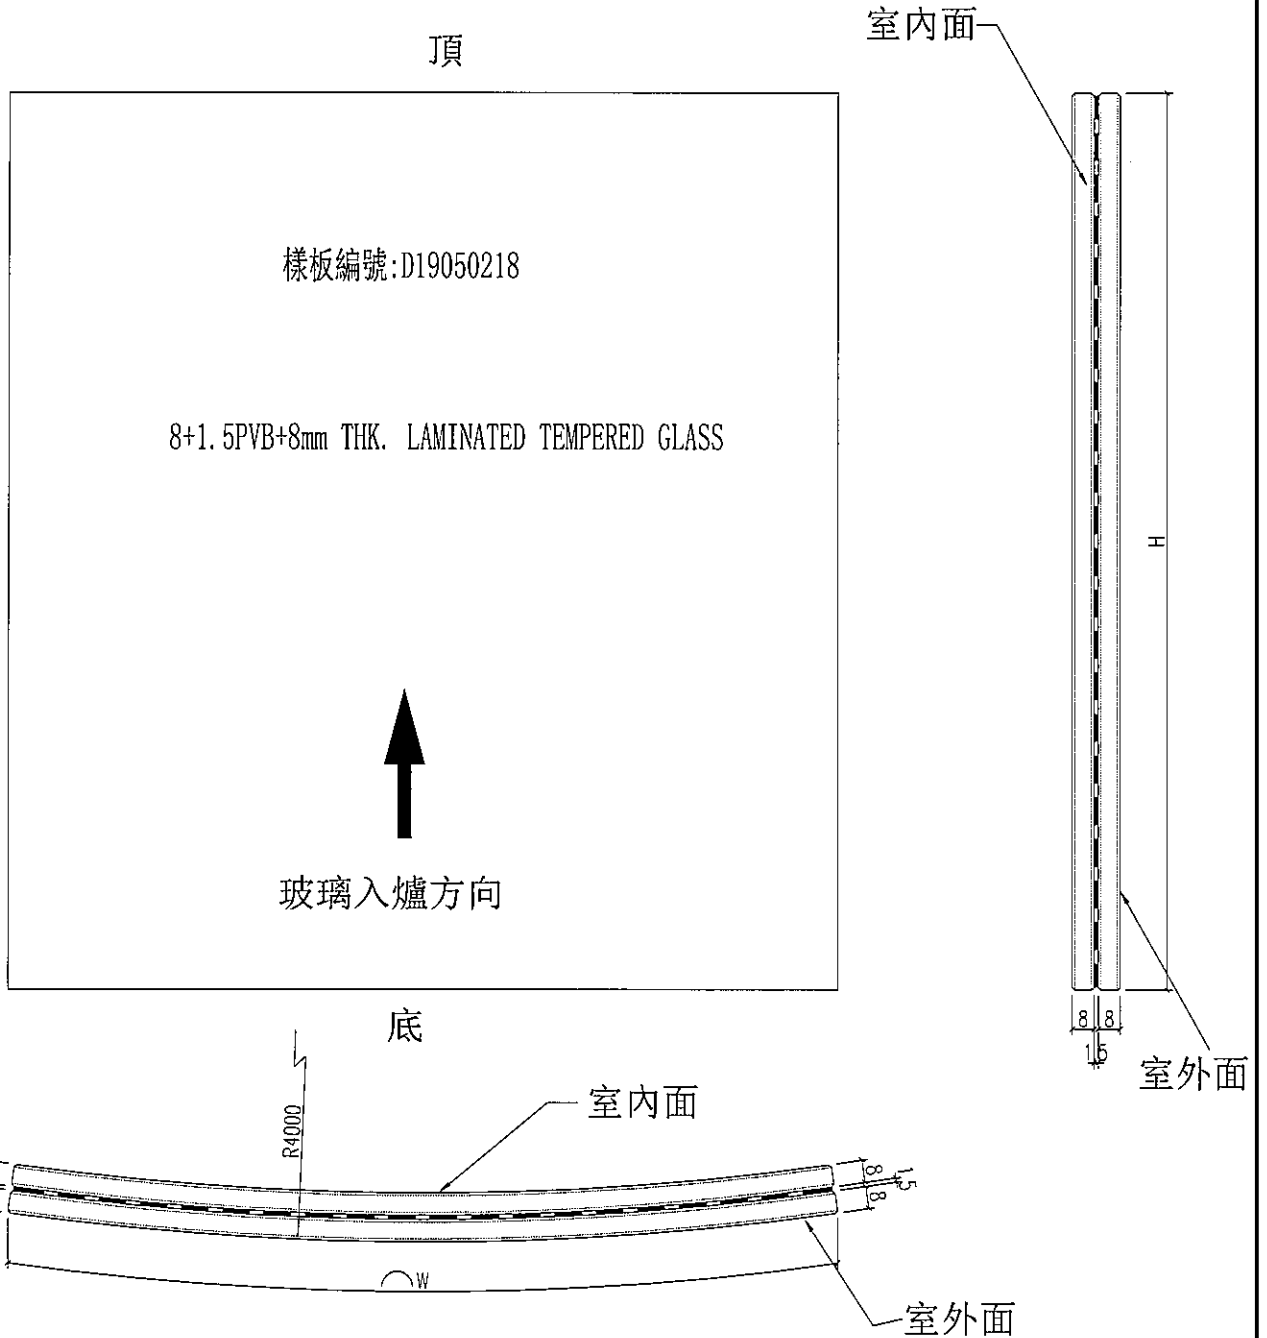 室內面
頂
樣板編號:D19050218
8+1.5PVB+8mm THK. LAMINATED TEMPERED GLASS
H
玻璃入爐方向
底
8 8
1.5
室外面
R4000
室內面
8
1.5
8
W
室外面